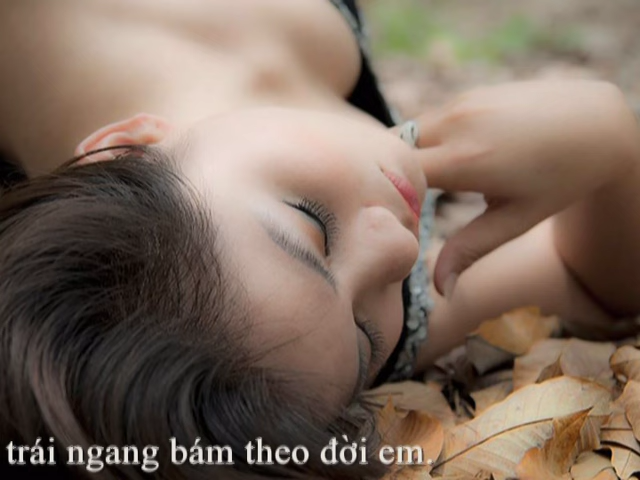 trái ngang bám theo đời em.